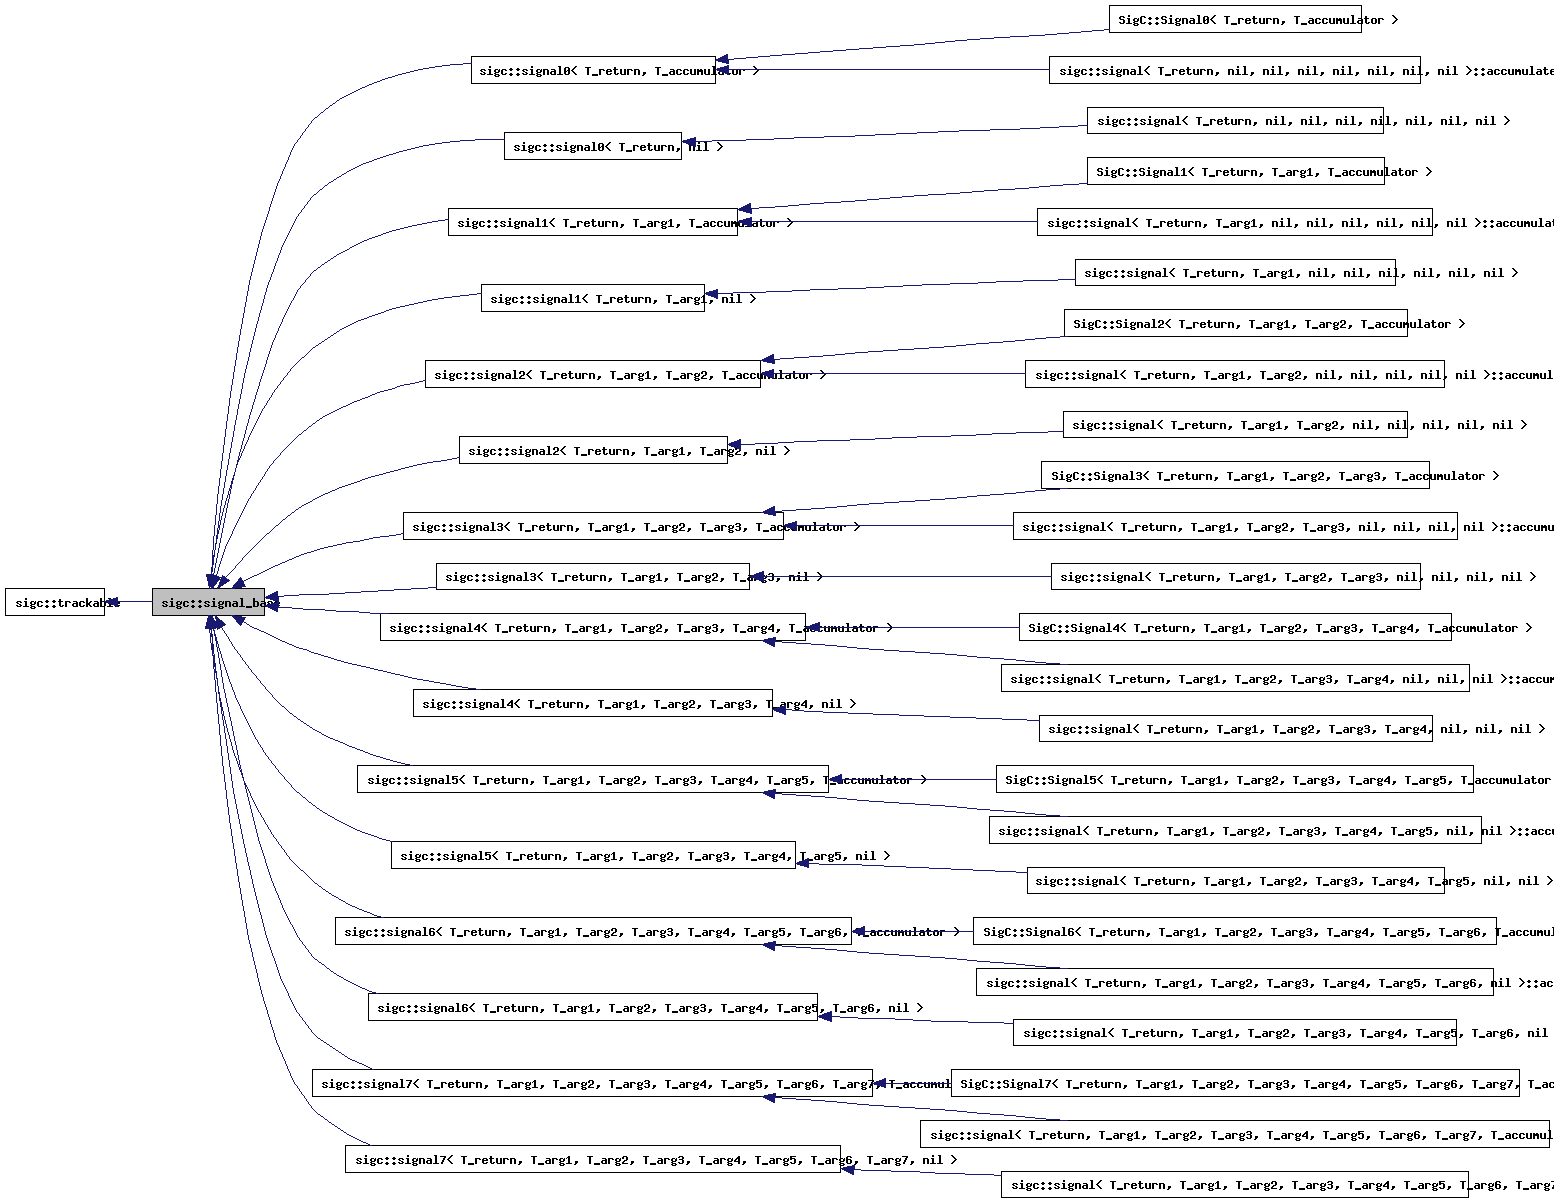 SigC::Signal0< T_return, T_accumulator >
sigc::signal0< T_return, T_accumulator >
sigc::signal< T_return, nil, nil, nil, nil, nil, nil, nil >::accumulate
sigc::signal< T_return, nil, nil, nil, nil, nil, nil, nil >
sigc::signal0< T_return, nil >
SigC::Signal1< T_return, T_arg1, T_accumulator >
sigc::signal1< T_return, T_arg1, T_accumulator >
sigc::signal< T_return, T_arg1, nil, nil, nil, nil, nil, nil >::accumulat
sigc::signal< T_return, T_arg1, nil, nil, nil, nil, nil, nil >
sigc::signal1< T_return, T_arg1, nil >
SigC::Signal2< T_return, T_arg1, T_arg2, T_accumulator >
sigc::signal2< T_return, T_arg1, T_arg2, T_accumulator >
sigc::signal< T_return, T_arg1, T_arg2, nil, nil, nil, nil, nil >::accumul
sigc::signal< T_return, T_arg1, T_arg2, nil, nil, nil, nil, nil >
sigc::signal2< T_return, T_arg1, T_arg2, nil >
SigC::Signal3< T_return, T_arg1, T_arg2, T_arg3, T_accumulator >
sigc::signal3< T_return, T_arg1, T_arg2, T_arg3, T_accumulator >
sigc::signal< T_return, T_arg1, T_arg2, T_arg3, nil, nil, nil, nil >::accumu
sigc::signal3< T_return, T_arg1, T_arg2, T_arg3, nil >
sigc::signal< T_return, T_arg1, T_arg2, T_arg3, nil, nil, nil, nil >
sigc::trackable
sigc::signal_base
sigc::signal4< T_return, T_arg1, T_arg2, T_arg3, T_arg4, T_accumulator >
SigC::Signal4< T_return, T_arg1, T_arg2, T_arg3, T_arg4, T_accumulator >
sigc::signal< T_return, T_arg1, T_arg2, T_arg3, T_arg4, nil, nil, nil >::accum
sigc::signal4< T_return, T_arg1, T_arg2, T_arg3, T_arg4, nil >
sigc::signal< T_return, T_arg1, T_arg2, T_arg3, T_arg4, nil, nil, nil >
sigc::signal5< T_return, T_arg1, T_arg2, T_arg3, T_arg4, T_arg5, T_accumulator >
SigC::Signal5< T_return, T_arg1, T_arg2, T_arg3, T_arg4, T_arg5, T_accumulator
sigc::signal< T_return, T_arg1, T_arg2, T_arg3, T_arg4, T_arg5, nil, nil >::accu
sigc::signal5< T_return, T_arg1, T_arg2, T_arg3, T_arg4, T_arg5, nil >
sigc::signal< T_return, T_arg1, T_arg2, T_arg3, T_arg4, T_arg5, nil, nil >
sigc::signal6< T_return, T_arg1, T_arg2, T_arg3, T_arg4, T_arg5, T_arg6, T_accumulator >
SigC::Signal6< T_return, T_arg1, T_arg2, T_arg3, T_arg4, T_arg5, T_arg6, T_accumul
sigc::signal< T_return, T_arg1, T_arg2, T_arg3, T_arg4, T_arg5, T_arg6, nil >::ac
sigc::signal6< T_return, T_arg1, T_arg2, T_arg3, T_arg4, T_arg5, T_arg6, nil >
sigc::signal< T_return, T_arg1, T_arg2, T_arg3, T_arg4, T_arg5, T_arg6, nil
sigc::signal7< T_return, T_arg1, T_arg2, T_arg3, T_arg4, T_arg5, T_arg6, T_arg7, T_accumul
SigC::Signal7< T_return, T_arg1, T_arg2, T_arg3, T_arg4, T_arg5, T_arg6, T_arg7, T_ac
sigc::signal< T_return, T_arg1, T_arg2, T_arg3, T_arg4, T_arg5, T_arg6, T_arg7, T_accumul
sigc::signal7< T_return, T_arg1, T_arg2, T_arg3, T_arg4, T_arg5, T_arg6, T_arg7, nil >
sigc::signal< T_return, T_arg1, T_arg2, T_arg3, T_arg4, T_arg5, T_arg6, T_arg7